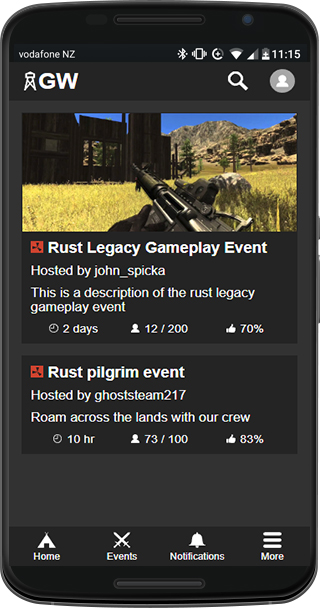 vodafone NZ 11:15
GW
Rust Legacy Gameplay Event
Hosted by john_spicka
This is a description of the rust legacy
gameplay event
2 days 12 / 200 70%
Rust pilgrim event
Hosted by ghoststeam217
Roam across the lands with our crew
10 hr 73 / 100 83%
Home Events Notifications More